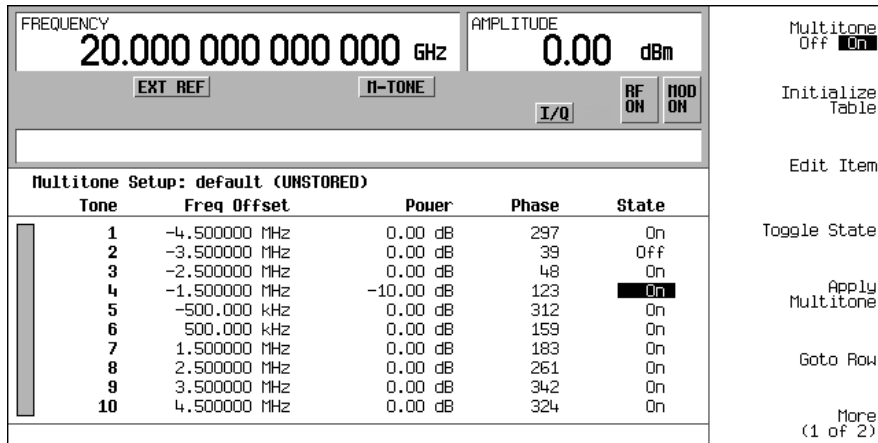 FREQUENCY
20.000 000 000 000 GHz
AMPLITUDE
0.00 dBm
EXT REF
M-TONE
I/Q
RF ON
MOD ON
Multitone Setup: default (UNSTORED)
Tone Freq Offset Power Phase State
1 -4.500000 MHz 0.00 dB 297 On
2 -3.500000 MHz 0.00 dB 39 Off
3 -2.500000 MHz 0.00 dB 48 On
4 -1.500000 MHz -10.00 dB 123 On
5 -500.000 kHz 0.00 dB 312 On
6 500.000 kHz 0.00 dB 159 On
7 1.500000 MHz 0.00 dB 183 On
8 2.500000 MHz 0.00 dB 261 On
9 3.500000 MHz 0.00 dB 342 On
10 4.500000 MHz 0.00 dB 324 On
Multitone
Off On
Initialize
Table
Edit Item
Toggle State
Apply
Multitone
Goto Row
More
(1 of 2)